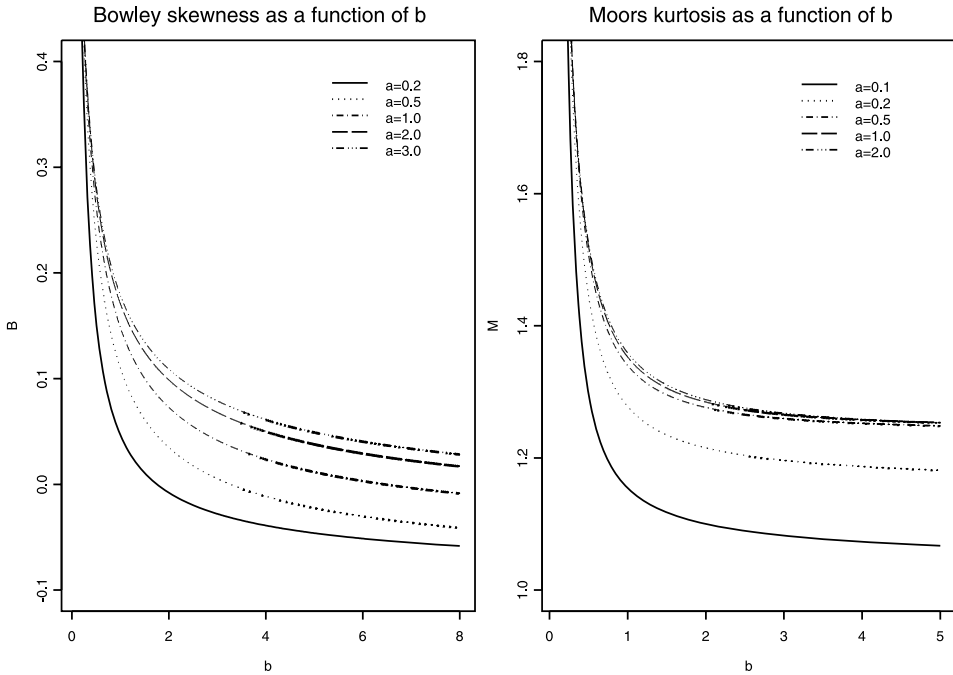 Bowley skewness as a function of b
0.4
0.3
0.2
0.1
0.0
-0.1
B
a=0.2
a=0.5
a=1.0
a=2.0
a=3.0
0 2 4 6 8
b
Moors kurtosis as a function of b
1.8
1.6
1.4
1.2
1.0
M
a=0.1
a=0.2
a=0.5
a=1.0
a=2.0
0 1 2 3 4 5
b